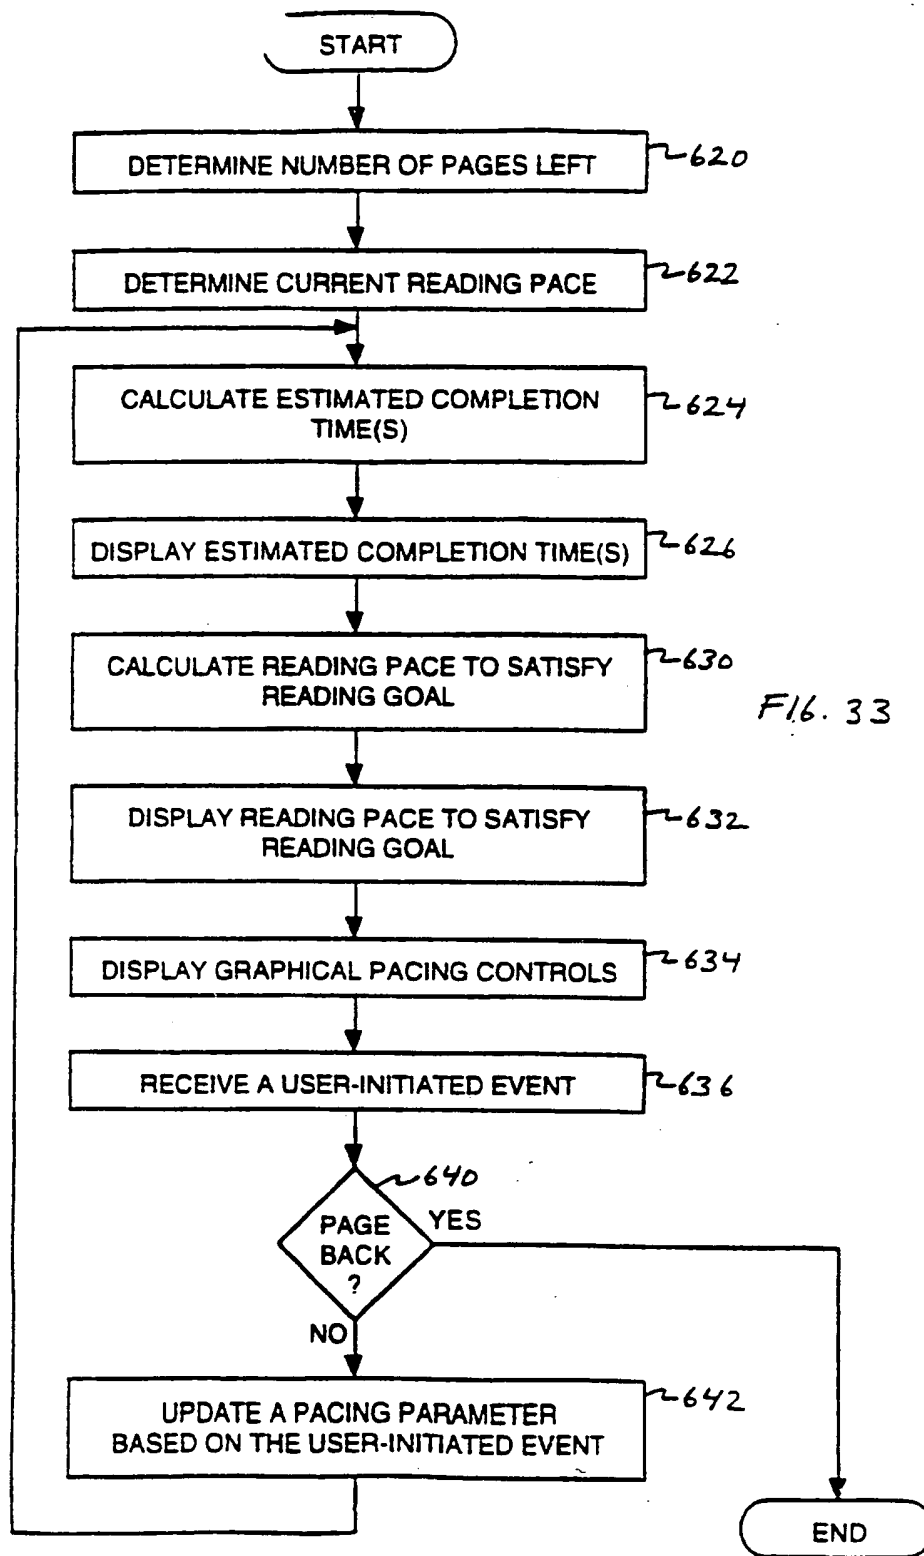 START
DETERMINE NUMBER OF PAGES LEFT
620
DETERMINE CURRENT READING PACE
622
CALCULATE ESTIMATED COMPLETION
TIME(S)
624
DISPLAY ESTIMATED COMPLETION TIME(S)
626
CALCULATE READING PACE TO SATISFY
READING GOAL
630
FIG. 33
DISPLAY READING PACE TO SATISFY
READING GOAL
632
DISPLAY GRAPHICAL PACING CONTROLS
634
RECEIVE A USER-INITIATED EVENT
636
640
PAGE
BACK
?
YES
NO
UPDATE A PACING PARAMETER
BASED ON THE USER-INITIATED EVENT
642
END